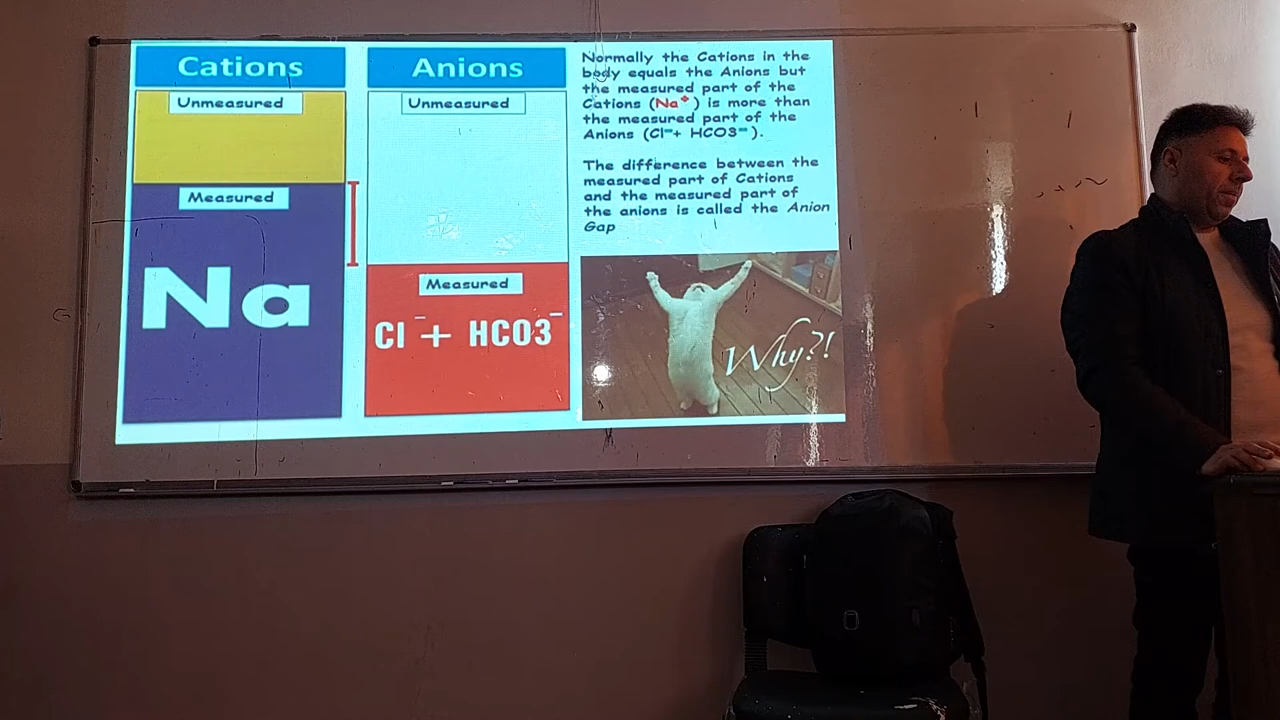 Cations
Unmeasured
Measured
Na
Anions
Unmeasured
Measured
Cl⁻+ HCO3⁻
Normally the Cations in the
body equals the Anions but
the measured part of the
Cations (Na⁺) is more than
the measured part of the
Anions (Cl⁻+ HCO3⁻).
The difference between the
measured part of Cations
and the measured part of
the anions is called the Anion
Gap
Why?!